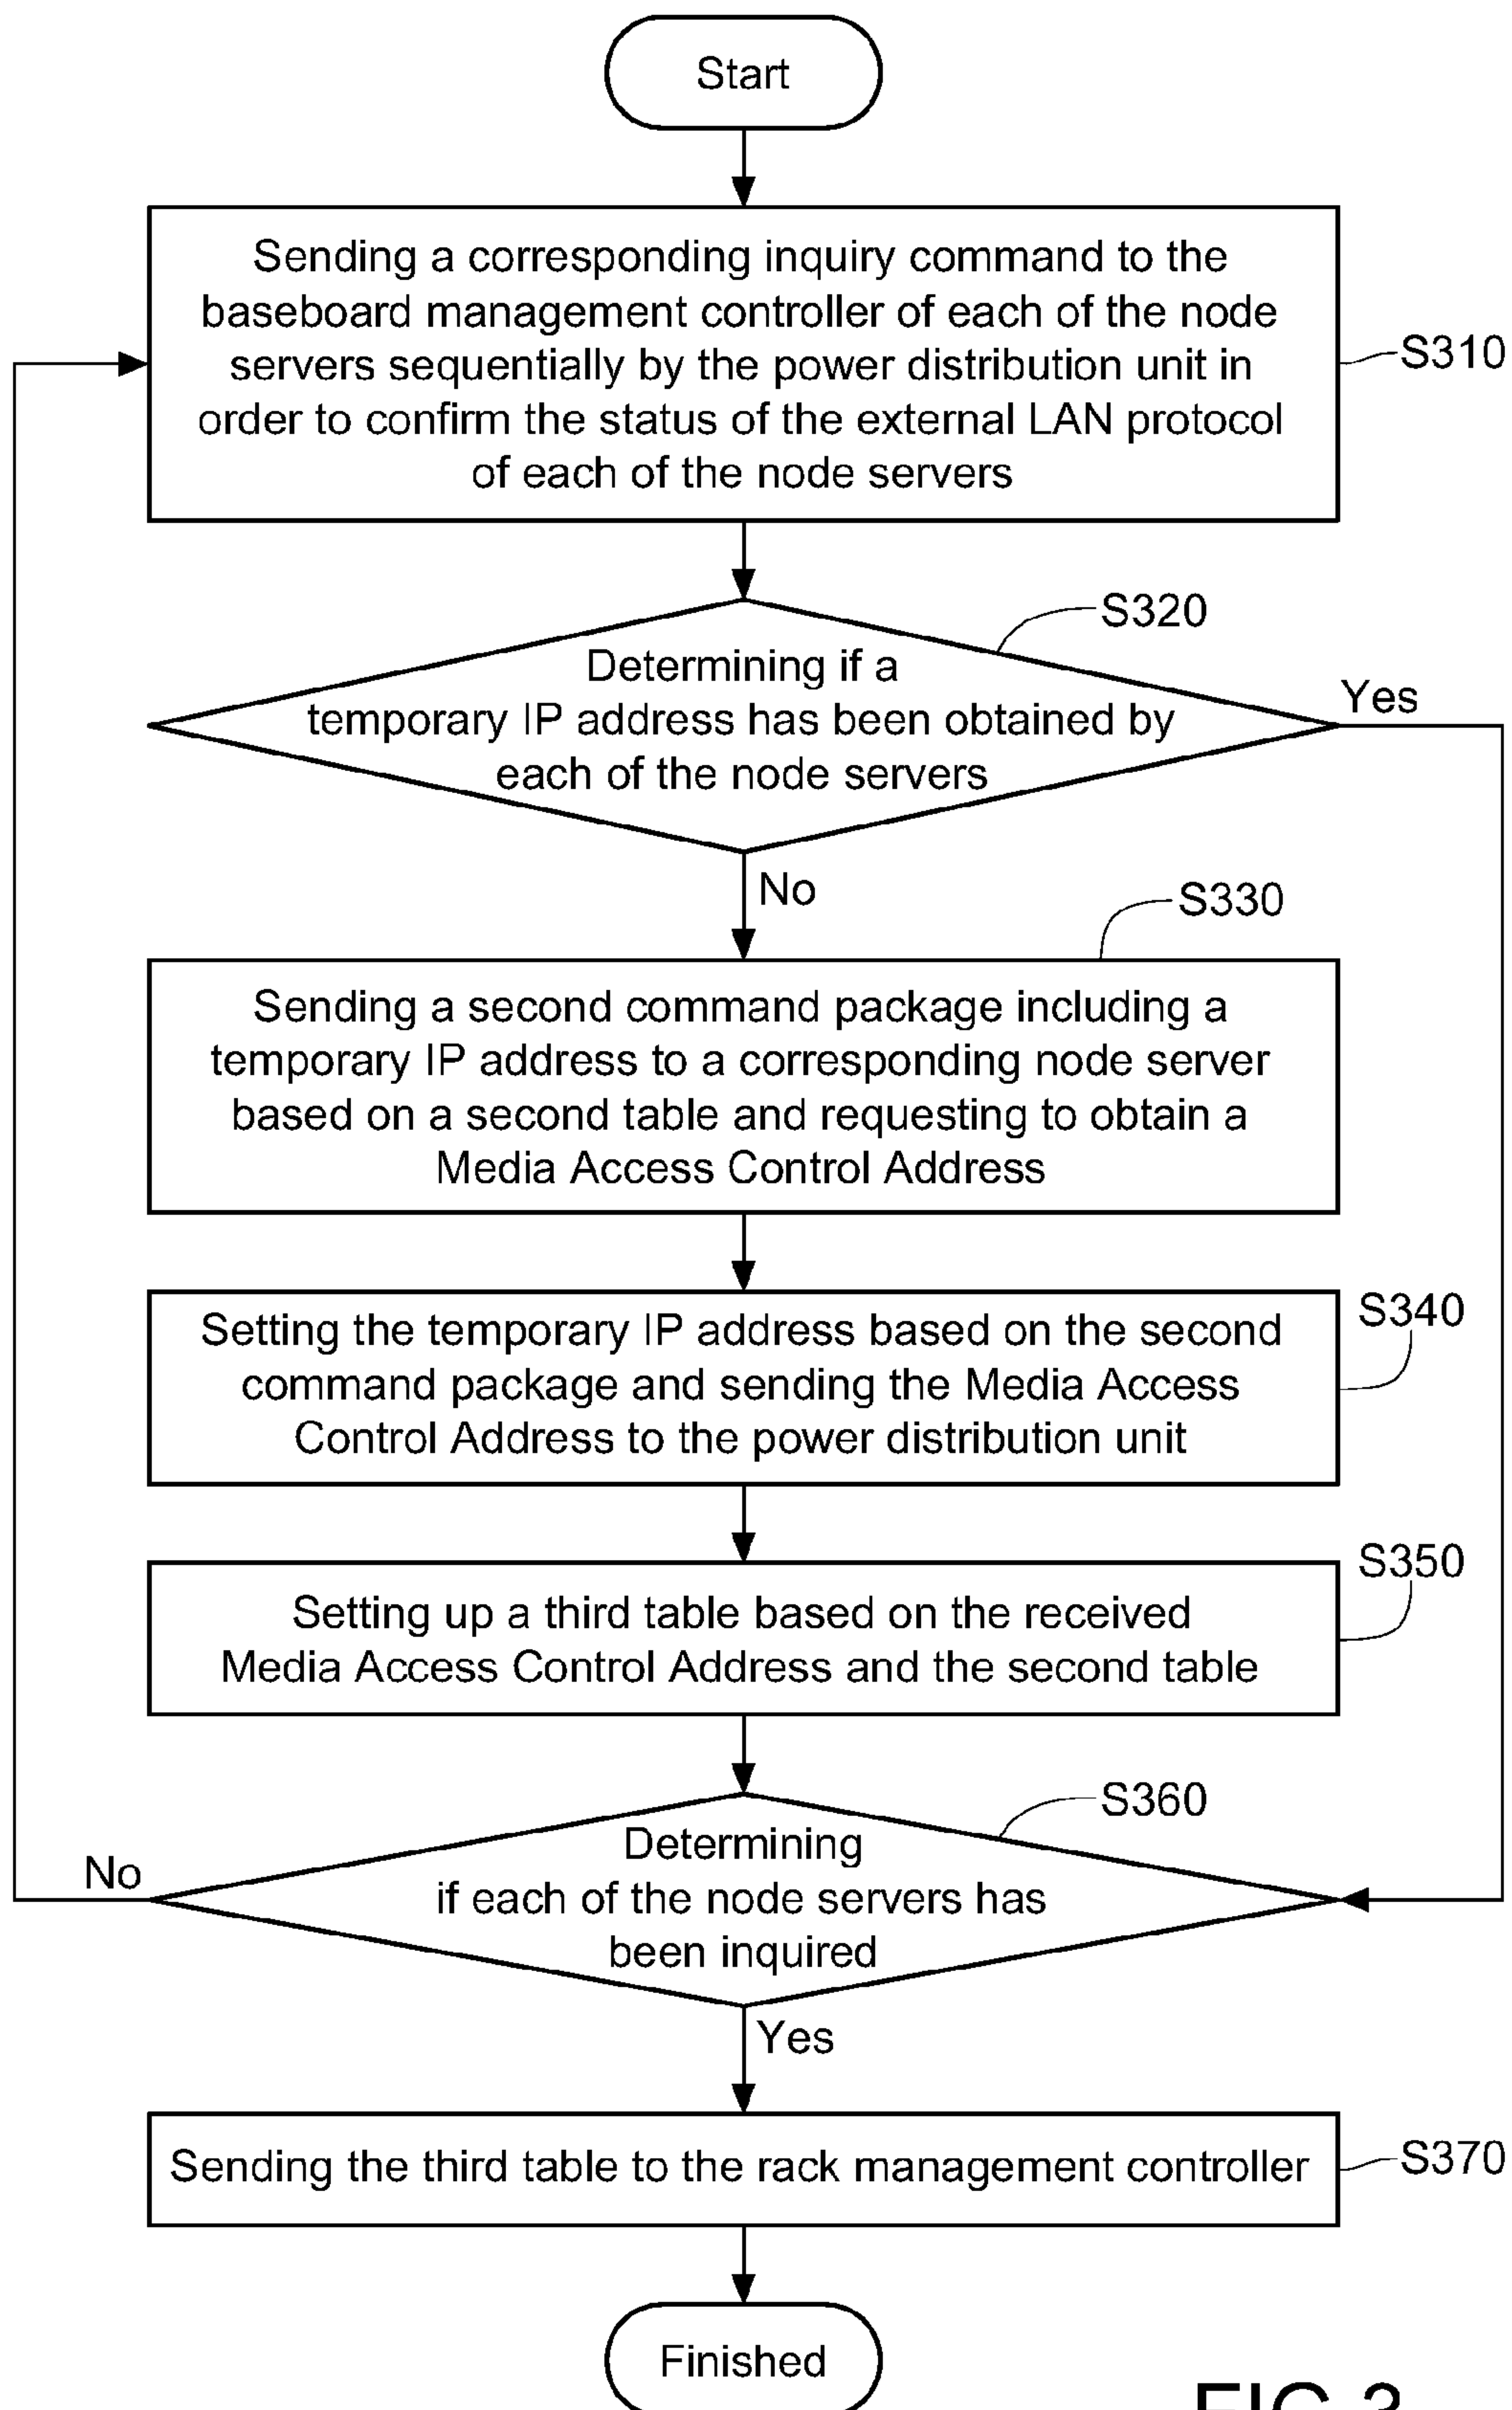 Start
Sending a corresponding inquiry command to the
baseboard management controller of each of the node
servers sequentially by the power distribution unit in
order to confirm the status of the external LAN protocol
of each of the node servers
S310
S320
Determining if a
temporary IP address has been obtained by
each of the node servers
Yes
No
S330
Sending a second command package including a
temporary IP address to a corresponding node server
based on a second table and requesting to obtain a
Media Access Control Address
S340
Setting the temporary IP address based on the second
command package and sending the Media Access
Control Address to the power distribution unit
S350
Setting up a third table based on the received
Media Access Control Address and the second table
S360
Determining
if each of the node servers has
been inquired
No
Yes
Sending the third table to the rack management controller
S370
Finished
FIG.3